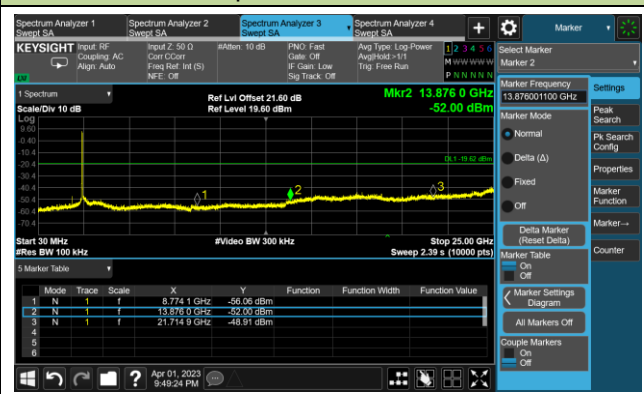 Spectrum Analyzer 1
Swept SA
Spectrum Analyzer 2
Swept SA
Spectrum Analyzer 3
Swept SA
Spectrum Analyzer 4
Swept SA
Marker
KEYSIGHT
Input: RF
Coupling: AC
Align: Auto
Input Z: 50 Ω
Corr CCorr
Freq Ref: Int (S)
NFE: Off
#Atten: 10 dB
PNO: Fast
Gate: Off
IF Gain: Low
Sig Track: Off
Avg Type: Log-Power
Avg|Hold:>1/1
Trig: Free Run
1 2 3 4 5 6
M W W W W W
P N N N N N
Select Marker
Marker 2
1 Spectrum
Scale/Div 10 dB
Ref Lvl Offset 21.60 dB
Ref Level 19.60 dBm
Mkr2 13.876 0 GHz
-52.00 dBm
Log
9.60
-0.40
-10.4
-20.4
-30.4
-40.4
-50.4
-60.4
-70.4
DL1 -19.62 dBm
1
2
3
Start 30 MHz
#Res BW 100 kHz
#Video BW 300 kHz
Stop 25.00 GHz
Sweep 2.39 s (10000 pts)
5 Marker Table
Mode Trace Scale X Y Function Function Width Function Value
1 N 1 f 8.774 1 GHz -56.06 dBm
2 N 1 f 13.876 0 GHz -52.00 dBm
3 N 1 f 21.714 9 GHz -48.91 dBm
4
5
6
Marker Frequency
13.876001100 GHz
Marker Mode
Normal
Delta (Δ)
Fixed
Off
Delta Marker
(Reset Delta)
Marker Table
On
Off
Marker Settings
Diagram
All Markers Off
Couple Markers
On
Off
Settings
Peak
Search
Pk Search
Config
Properties
Marker
Function
Marker→
Counter
?
Apr 01, 2023
9:49:24 PM